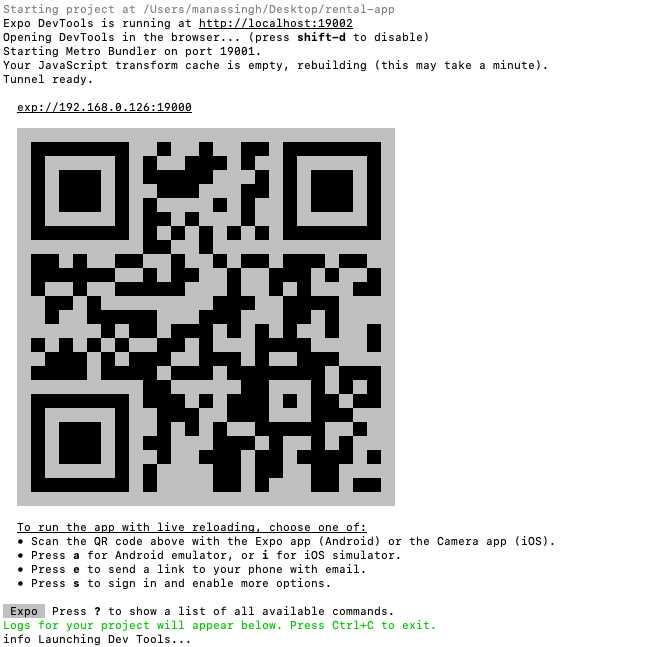 Starting project at /Users/manassingh/Desktop/rental-app
Expo DevTools is running at http://localhost:19002
Opening DevTools in the browser... (press shift-d to disable)
Starting Metro Bundler on port 19001.
Your JavaScript transform cache is empty, rebuilding (this may take a minute).
Tunnel ready.
exp://192.168.0.126:19000
To run the app with live reloading, choose one of:
• Scan the QR code above with the Expo app (Android) or the Camera app (iOS).
• Press a for Android emulator, or i for iOS simulator.
• Press e to send a link to your phone with email.
• Press s to sign in and enable more options.
Expo Press ? to show a list of all available commands.
Logs for your project will appear below. Press Ctrl+C to exit.
info Launching Dev Tools...